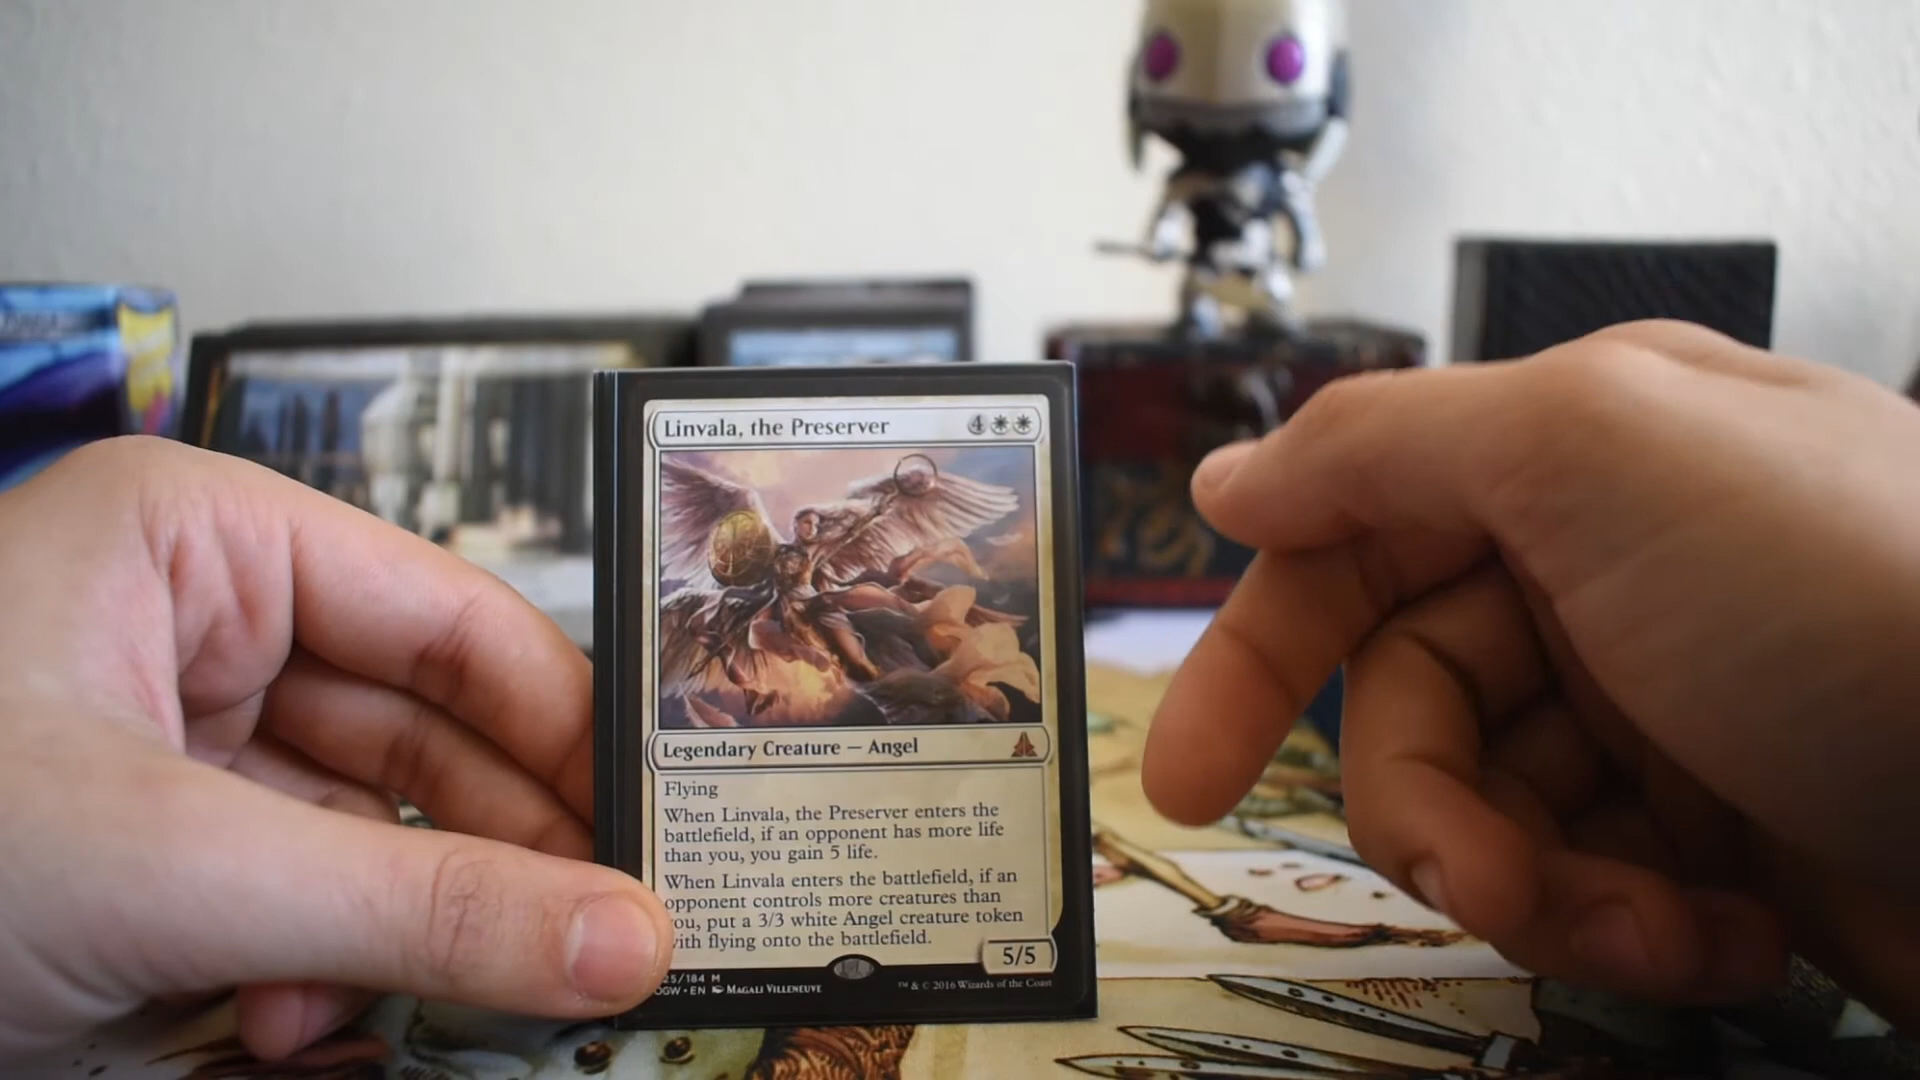 Linvala, the Preserver 4
Legendary Creature — Angel
Flying
When Linvala, the Preserver enters the
battlefield, if an opponent has more life
than you, you gain 5 life.
When Linvala enters the battlefield, if an
opponent controls more creatures than
ou, put a 3/3 white Angel creature token
with flying onto the battlefield.
5/5
25/184 M
OGW • EN MAGALI VILLENEUVE
™ & © 2016 Wizards of the Coast